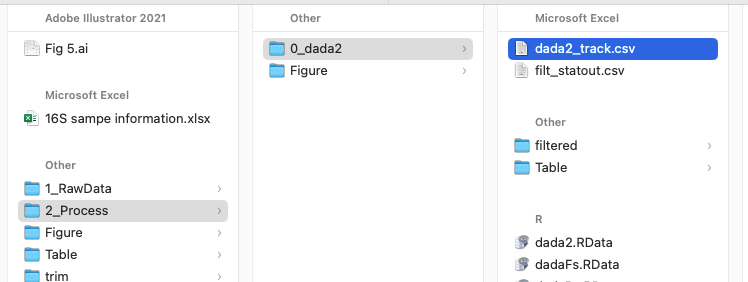 Adobe Illustrator 2021
Fig 5.ai
Microsoft Excel
16S sampe information.xlsx
Other
1_RawData
2_Process
Figure
Table
trim
Other
0_dada2
Figure
Microsoft Excel
dada2_track.csv
filt_statout.csv
Other
filtered
Table
R
dada2.RData
dadaFs.RData